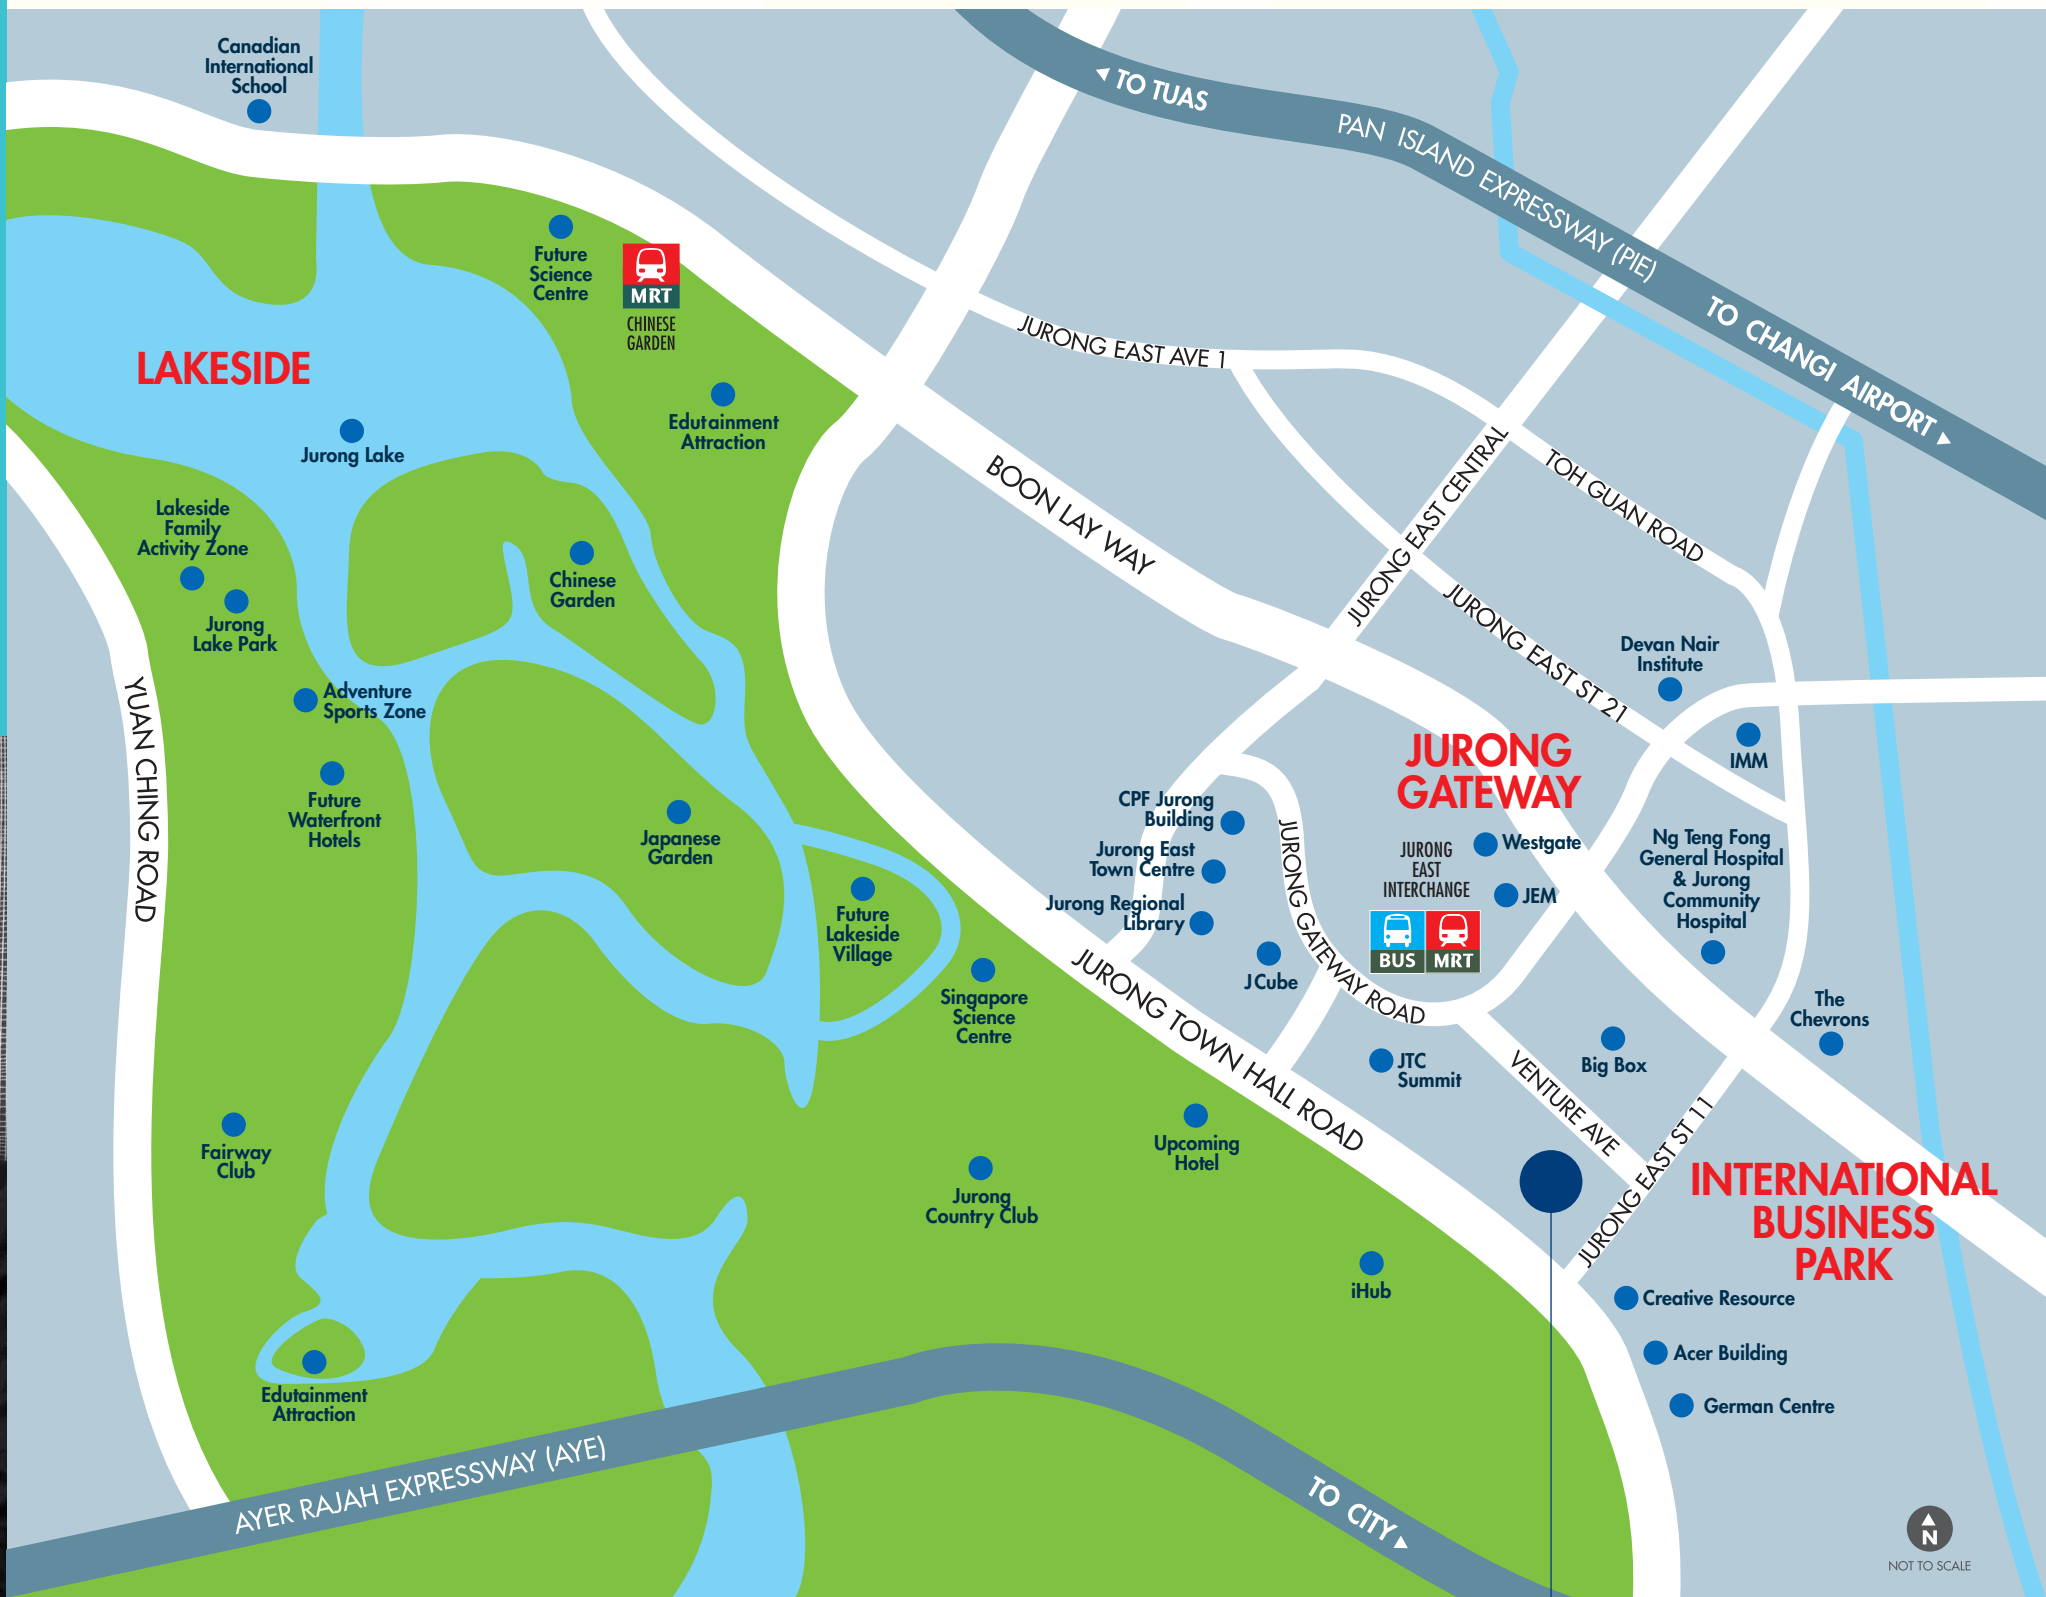 Canadian
International
School
TO TUAS
PAN ISLAND EXPRESSWAY (PIE)
TO CHANGI AIRPORT
Future
Science
Centre
MRT
CHINESE
GARDEN
JURONG EAST AVE 1
LAKESIDE
Edutainment
Attraction
Jurong Lake
BOON LAY WAY
JURONG EAST CENTRAL
TOH GUAN ROAD
Lakeside
Family
Activity Zone
Chinese
Garden
Jurong
Lake Park
JURONG EAST ST 21
Devan Nair
Institute
YUAN CHING ROAD
Adventure
Sports Zone
JURONG
GATEWAY
IMM
Future
Waterfront
Hotels
Japanese
Garden
CPF Jurong
Building
Jurong East
Town Centre
Jurong Regional
Library
JURONG GATEWAY ROAD
JURONG
EAST
INTERCHANGE
BUS
MRT
Westgate
JEM
Ng Teng Fong
General Hospital
& Jurong
Community
Hospital
Future
Lakeside
Village
Singapore
Science
Centre
JCube
JURONG TOWN HALL ROAD
The
Chevrons
JTC
Summit
VENTURE AVE
Big Box
JURONG EAST ST 11
Fairway
Club
Jurong
Country Club
Upcoming
Hotel
INTERNATIONAL
BUSINESS
PARK
iHub
Creative Resource
Acer Building
German Centre
Edutainment
Attraction
AYER RAJAH EXPRESSWAY (AYE)
TO CITY
N
NOT TO SCALE